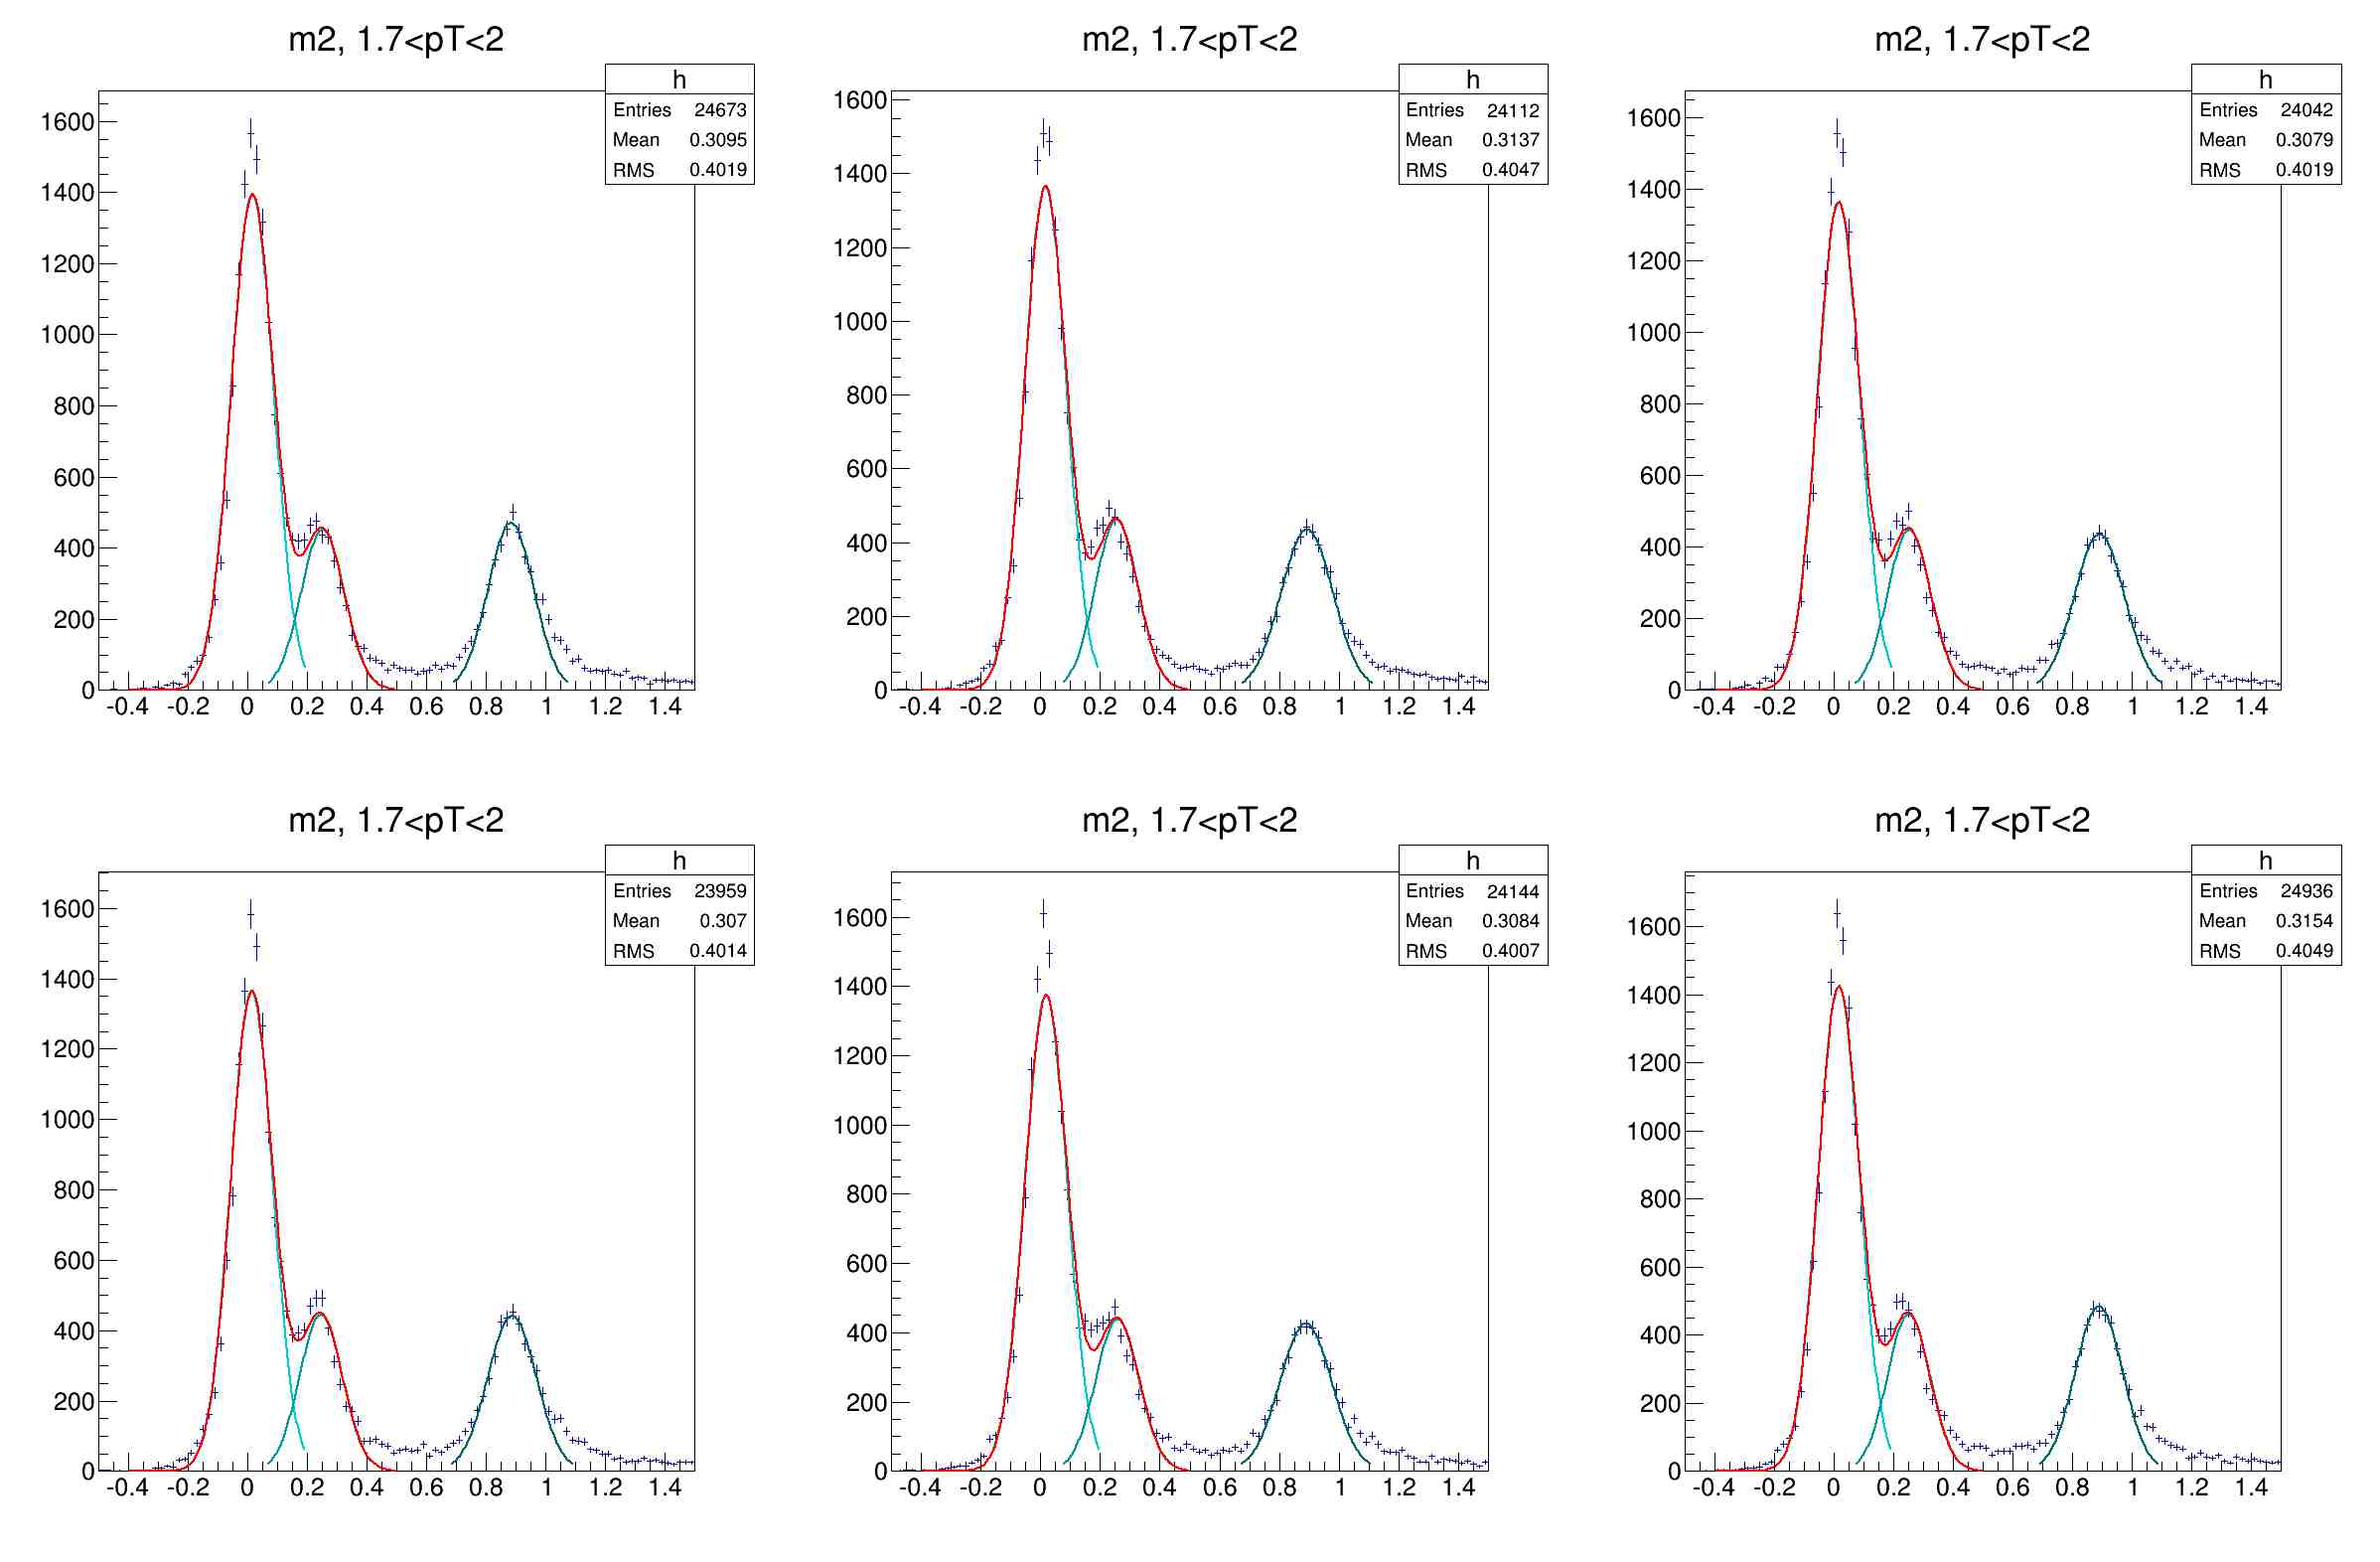 m2, 1.7<pT<2
h
Entries 24673
Mean 0.3095
RMS 0.4019
1600
1400
1200
1000
800
600
400
200
0
-0.4 -0.2 0 0.2 0.4 0.6 0.8 1 1.2 1.4
m2, 1.7<pT<2
h
Entries 24112
Mean 0.3137
RMS 0.4047
1600
1400
1200
1000
800
600
400
200
0
-0.4 -0.2 0 0.2 0.4 0.6 0.8 1 1.2 1.4
m2, 1.7<pT<2
h
Entries 24042
Mean 0.3079
RMS 0.4019
1600
1400
1200
1000
800
600
400
200
0
-0.4 -0.2 0 0.2 0.4 0.6 0.8 1 1.2 1.4
m2, 1.7<pT<2
h
Entries 23959
Mean 0.307
RMS 0.4014
1600
1400
1200
1000
800
600
400
200
0
-0.4 -0.2 0 0.2 0.4 0.6 0.8 1 1.2 1.4
m2, 1.7<pT<2
h
Entries 24144
Mean 0.3084
RMS 0.4007
1600
1400
1200
1000
800
600
400
200
0
-0.4 -0.2 0 0.2 0.4 0.6 0.8 1 1.2 1.4
m2, 1.7<pT<2
h
Entries 24936
Mean 0.3154
RMS 0.4049
1600
1400
1200
1000
800
600
400
200
0
-0.4 -0.2 0 0.2 0.4 0.6 0.8 1 1.2 1.4